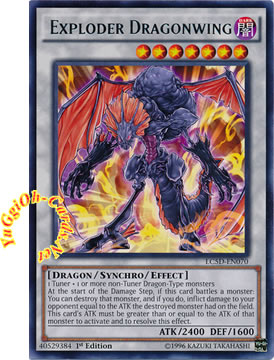 EXPLODER DRAGONWING
DARK
闇
YuGgiOh-Cards.Net
LC5D-EN070
[DRAGON/SYNCHRO/EFFECT]
1 Tuner + 1 or more non-Tuner Dragon-Type monsters
At the start of the Damage Step, if this card battles a monster:
You can destroy that monster, and if you do, inflict damage to your
opponent equal to the ATK the destroyed monster had on the field.
This card's ATK must be greater than or equal to the ATK of that
monster to activate and to resolve this effect.
ATK/2400 DEF/1600
40529384 1st Edition ©1996 KAZUKI TAKAHASHI